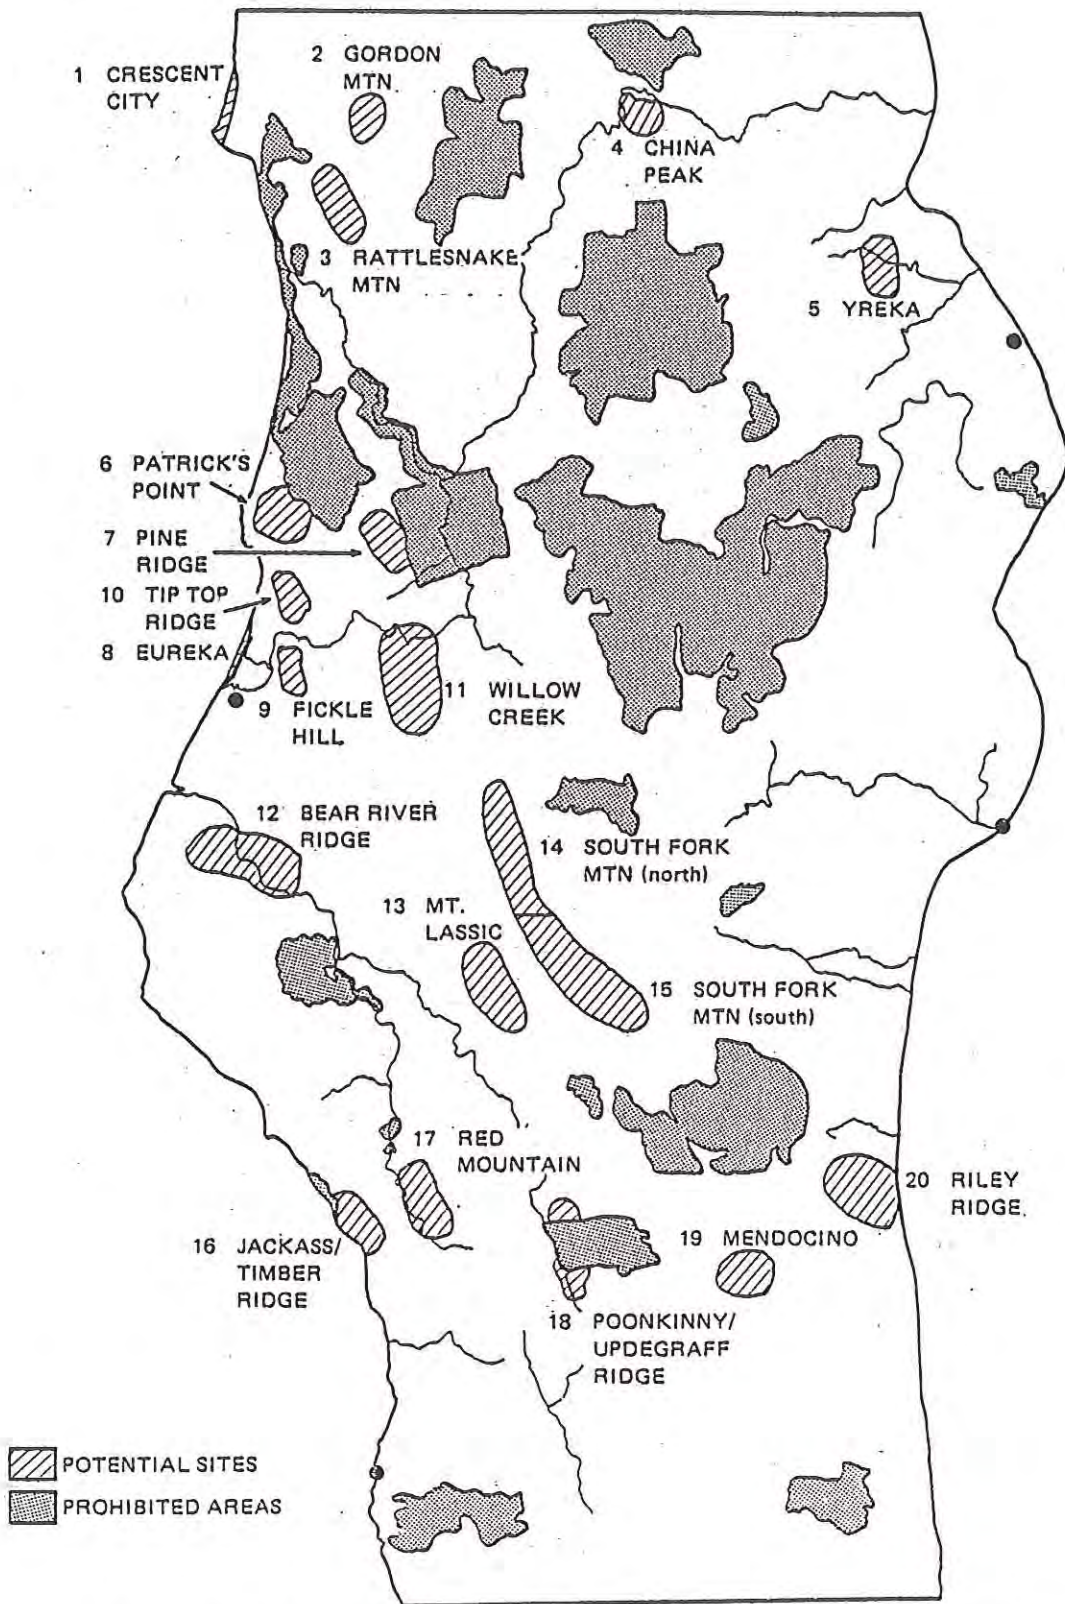 1 CRESCENT
CITY
2 GORDON
MTN
3 RATTLESNAKE
MTN
4 CHINA
PEAK
5 YREKA
6 PATRICK'S
POINT
7 PINE
RIDGE
10 TIP TOP
RIDGE
8 EUREKA
9 FICKLE
HILL
11 WILLOW
CREEK
12 BEAR RIVER
RIDGE
13 MT.
LASSIC
14 SOUTH FORK
MTN (north)
15 SOUTH FORK
MTN (south)
17 RED
MOUNTAIN
16 JACKASS/
TIMBER
RIDGE
18 POONKINNY/
UPDEGRAFF
RIDGE
19 MENDOCINO
20 RILEY
RIDGE
POTENTIAL SITES
PROHIBITED AREAS